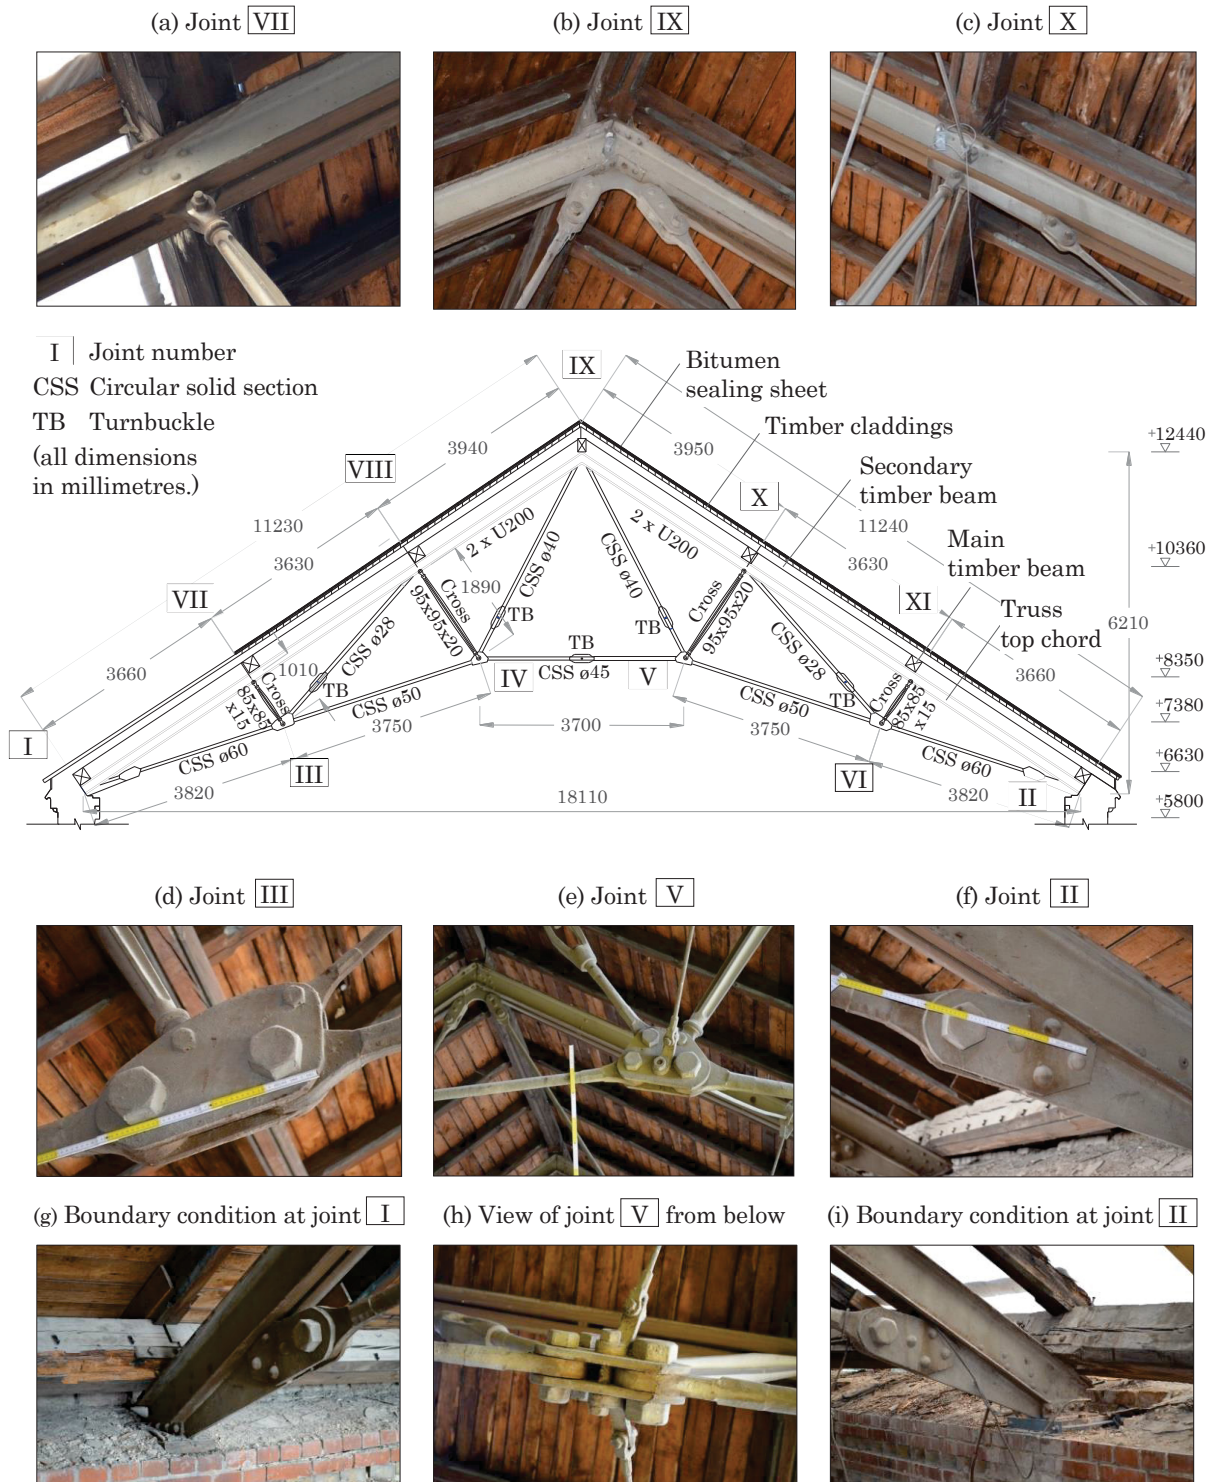 (a) Joint VII
(b) Joint IX
(c) Joint X
I Joint number
CSS Circular solid section
TB Turnbuckle
(all dimensions
in millimetres.)
IX
Bitumen
sealing sheet
Timber claddings
Secondary
timber beam
Main
timber beam
Truss
top chord
3940
3950
VIII
X
11230
11240
3630
3630
VII
XI
3660
3660
2 x U200
2 x U200
CSS ø40
CSS ø40
1890
Cross
95x95x20
Cross
95x95x20
TB
TB
TB
CSS ø28
CSS ø28
1010
TB
TB
Cross
85x85
x15
Cross
85x85
x15
IV
V
CSS ø45
CSS ø50
CSS ø50
3750
3700
3750
I
CSS ø60
CSS ø60
III
VI
II
3820
18110
3820
+12440
+10360
6210
+8350
+7380
+6630
+5800
(d) Joint III
(e) Joint V
(f) Joint II
(g) Boundary condition at joint I
(h) View of joint V from below
(i) Boundary condition at joint II